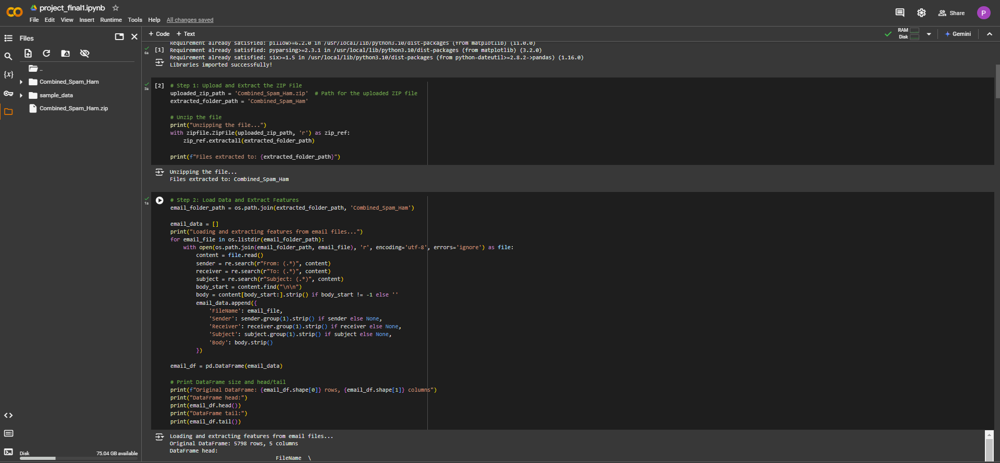 project_final1.ipynb
File Edit View Insert Runtime Tools Help All changes saved
Share
P
Files
+ Code + Text
RAM
Disk
Gemini
..
Combined_Spam_Ham
sample_data
Combined_Spam_Ham.zip
{x}
Disk 75.04 GB available
6s
[1]
Requirement already satisfied: pillow>=6.2.0 in /usr/local/lib/python3.10/dist-packages (from matplotlib) (11.0.0)
Requirement already satisfied: pyparsing>=2.3.1 in /usr/local/lib/python3.10/dist-packages (from matplotlib) (3.2.0)
Requirement already satisfied: six>=1.5 in /usr/local/lib/python3.10/dist-packages (from python-dateutil>=2.8.2->pandas) (1.16.0)
Libraries imported successfully!
3s
[2]
# Step 1: Upload and Extract the ZIP File
uploaded_zip_path = 'Combined_Spam_Ham.zip'  # Path for the uploaded ZIP file
extracted_folder_path = 'Combined_Spam_Ham'
# Unzip the file
print("Unzipping the file...")
with zipfile.ZipFile(uploaded_zip_path, 'r') as zip_ref:
    zip_ref.extractall(extracted_folder_path)
print(f"Files extracted to: {extracted_folder_path}")
Unzipping the file...
Files extracted to: Combined_Spam_Ham
1s
# Step 2: Load Data and Extract Features
email_folder_path = os.path.join(extracted_folder_path, 'Combined_Spam_Ham')
email_data = []
print("Loading and extracting features from email files...")
for email_file in os.listdir(email_folder_path):
    with open(os.path.join(email_folder_path, email_file), 'r', encoding='utf-8', errors='ignore') as file:
        content = file.read()
        sender = re.search(r"From: (.*)", content)
        receiver = re.search(r"To: (.*)", content)
        subject = re.search(r"Subject: (.*)", content)
        body_start = content.find("\n\n")
        body = content[body_start:].strip() if body_start != -1 else ''
        email_data.append({
            'FileName': email_file,
            'Sender': sender.group(1).strip() if sender else None,
            'Receiver': receiver.group(1).strip() if receiver else None,
            'Subject': subject.group(1).strip() if subject else None,
            'Body': body.strip()
        })
email_df = pd.DataFrame(email_data)
# Print DataFrame size and head/tail
print(f"Original DataFrame: {email_df.shape[0]} rows, {email_df.shape[1]} columns")
print("DataFrame head:")
print(email_df.head())
print("DataFrame tail:")
print(email_df.tail())
Loading and extracting features from email files...
Original DataFrame: 5798 rows, 5 columns
DataFrame head:
FileName  \